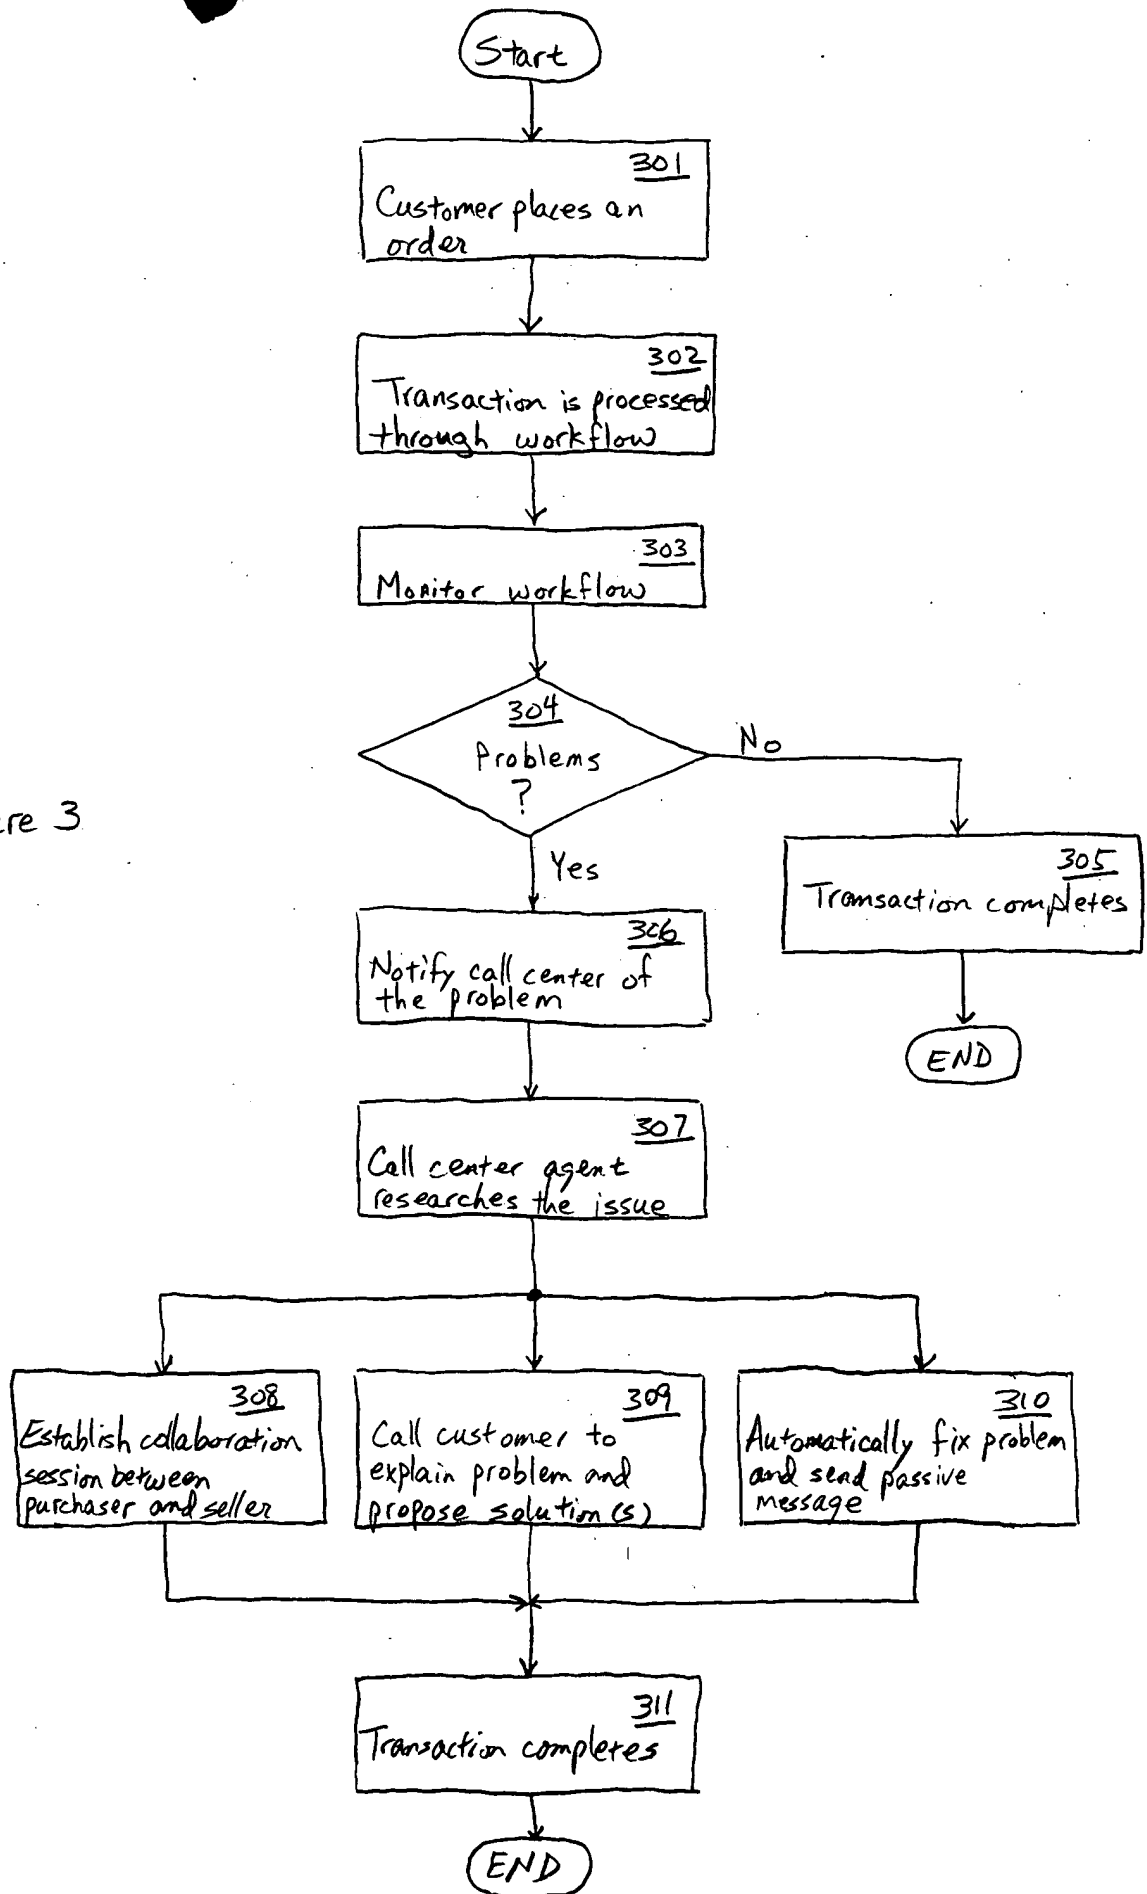 Start
301
Customer places an
order
302
Transaction is processed
through workflow
303
Monitor workflow
304
Problems
?
No
Yes
re 3
305
Transaction completes
END
306
Notify call center of
the problem
307
Call center agent
researches the issue
308
Establish collaboration
session between
purchaser and seller
309
Call customer to
explain problem and
propose solution(s)
310
Automatically fix problem
and send passive
message
311
Transaction completes
END